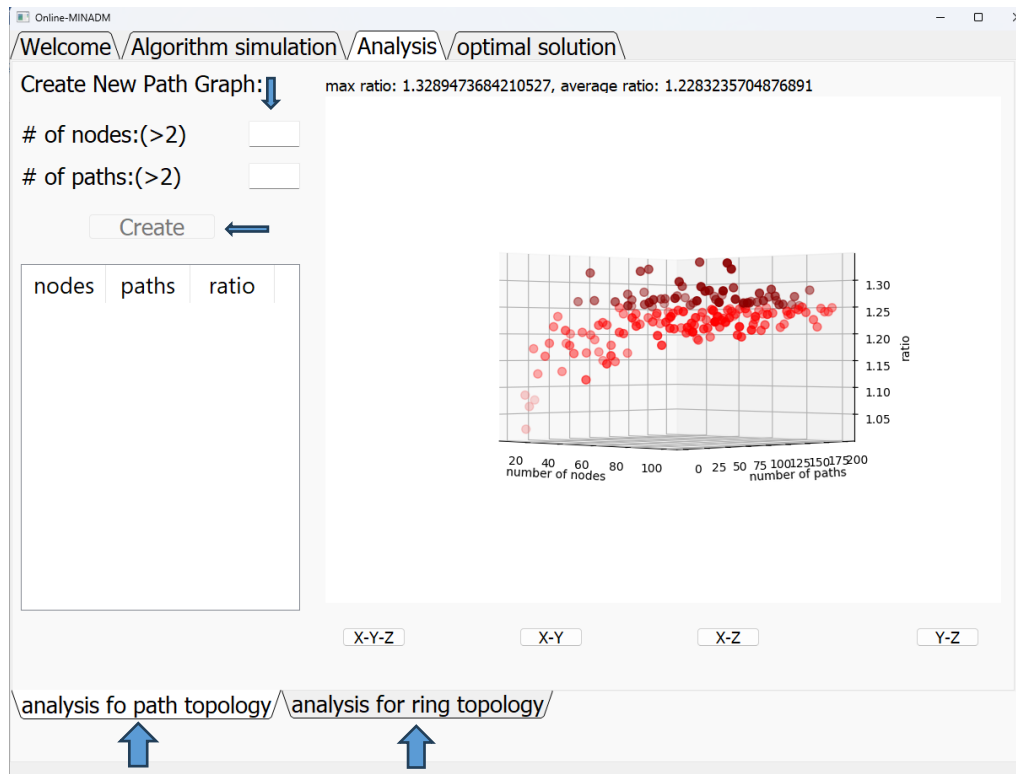 Online-MINADM
Welcome Algorithm simulation Analysis optimal solution
Create New Path Graph:
max ratio: 1.3289473684210527, average ratio: 1.2283235704876891
# of nodes:(>2)
# of paths:(>2)
Create
nodes paths ratio
1.30
1.25
1.20
1.15
1.10
1.05
ratio
20 40 60 80 100
number of nodes
0 25 50 75 100 125 150 175 200
number of paths
X-Y-Z X-Y X-Z Y-Z
analysis fo path topology analysis for ring topology